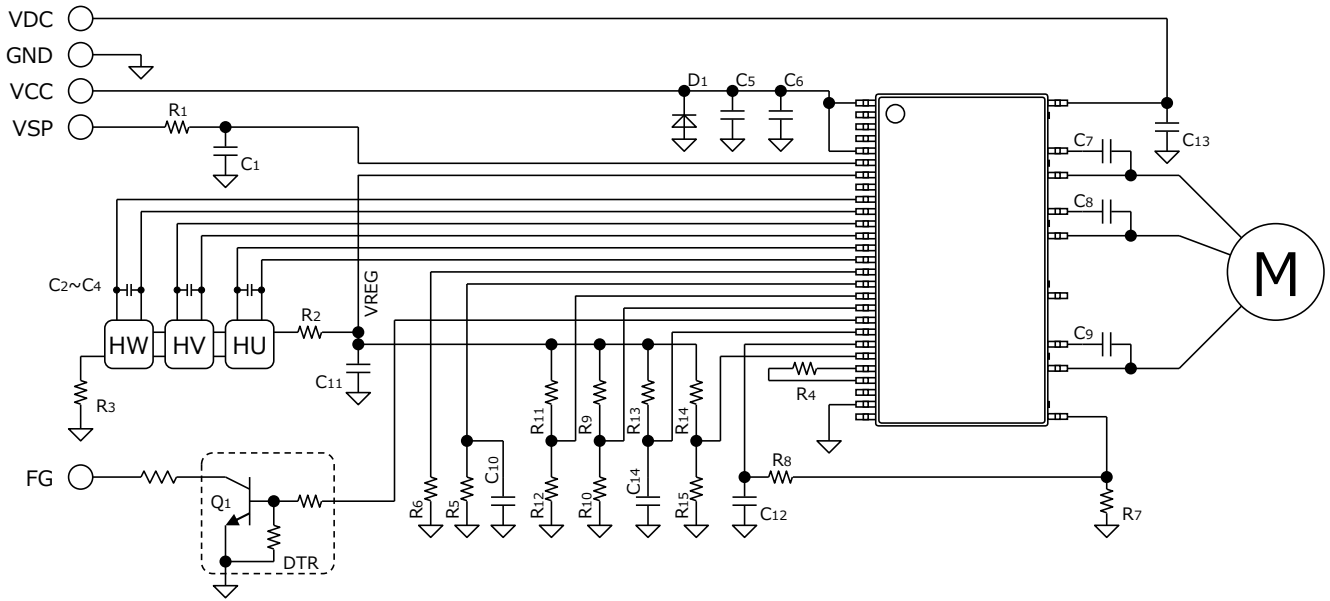 VDC
GND
VCC
VSP
R1
C1
D1
C5
C6
C13
C7
C8
C9
M
C2~C4
HW
HV
HU
R2
VREG
C11
R3
R4
R11
R9
R13
R14
R6
R5
C10
R12
R10
C14
R15
R8
C12
R7
FG
Q1
DTR